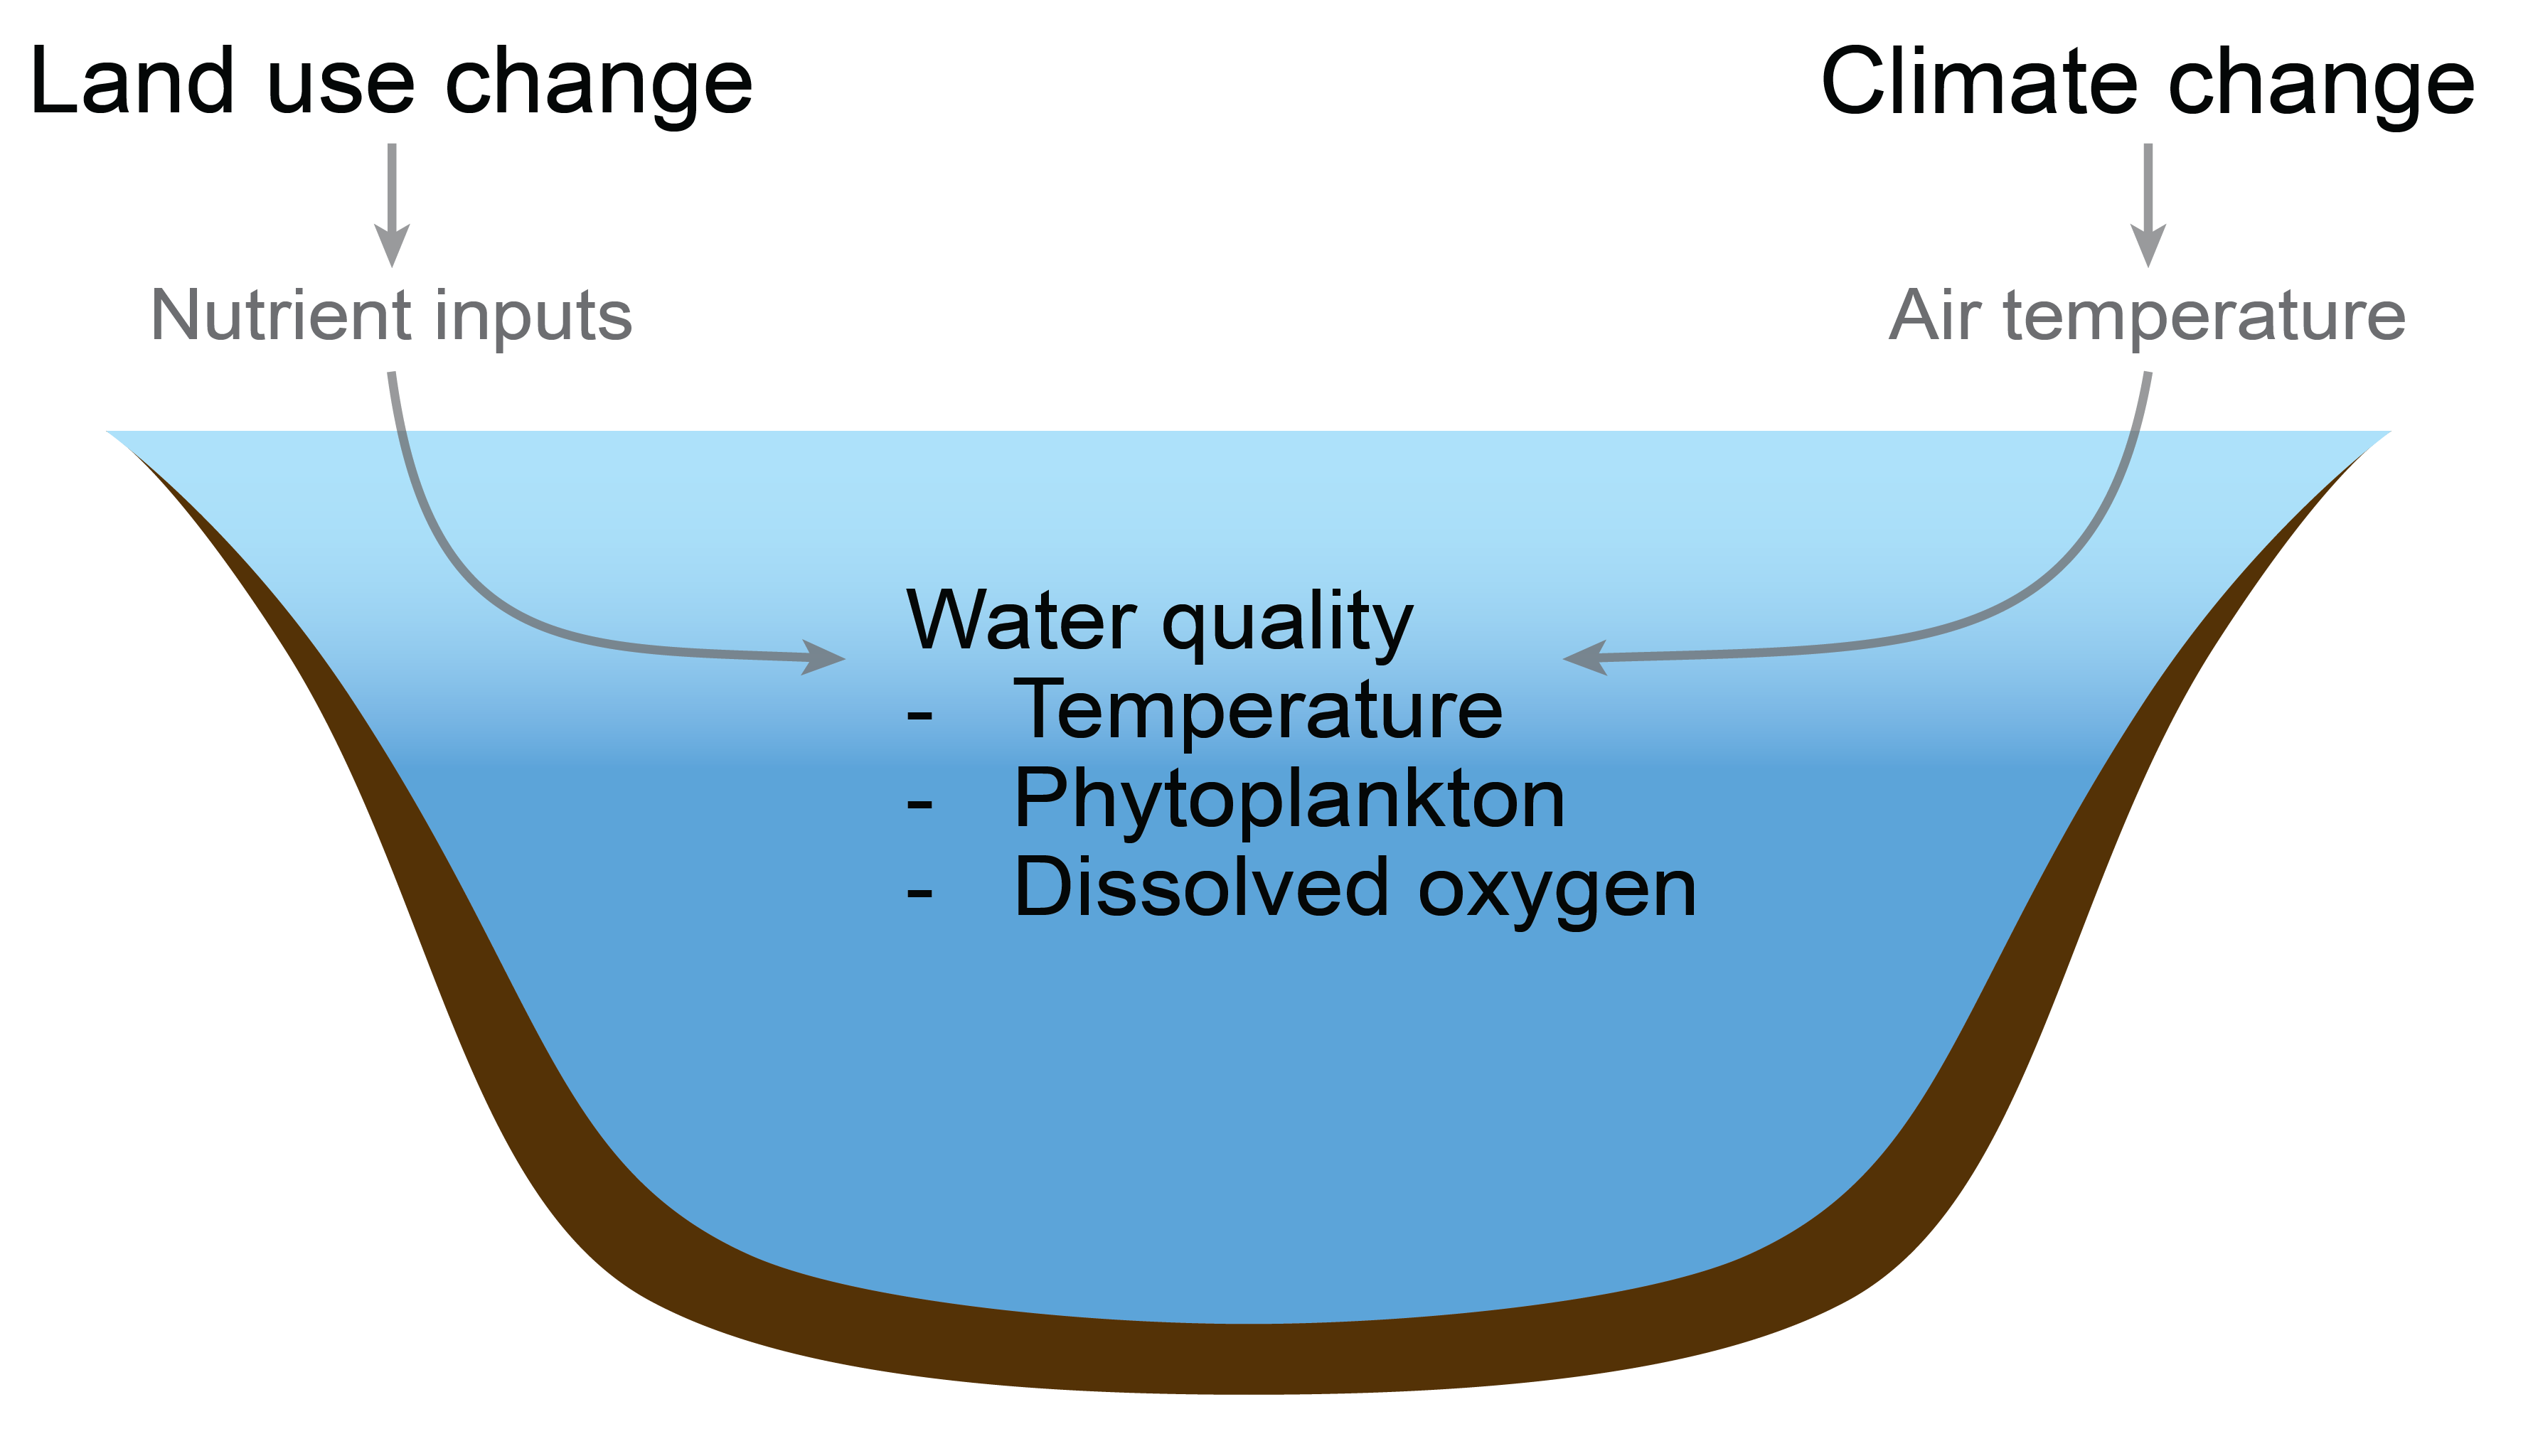 Land use change
Climate change
Nutrient inputs
Air temperature
Water quality
- Temperature
- Phytoplankton
- Dissolved oxygen